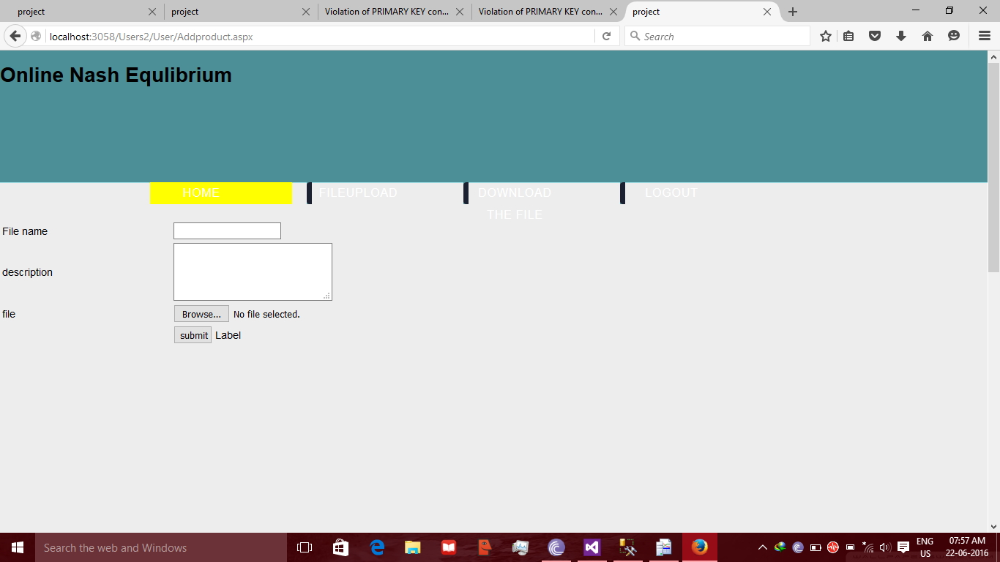 project
project
Violation of PRIMARY KEY con...
Violation of PRIMARY KEY con...
project
localhost:3058/Users2/User/Addproduct.aspx
Search
Online Nash Equlibrium
HOME
FILEUPLOAD
DOWNLOAD
THE FILE
LOGOUT
File name
description
file
Browse...
No file selected.
submit
Label
Search the web and Windows
ENG
US
07:57 AM
22-06-2016